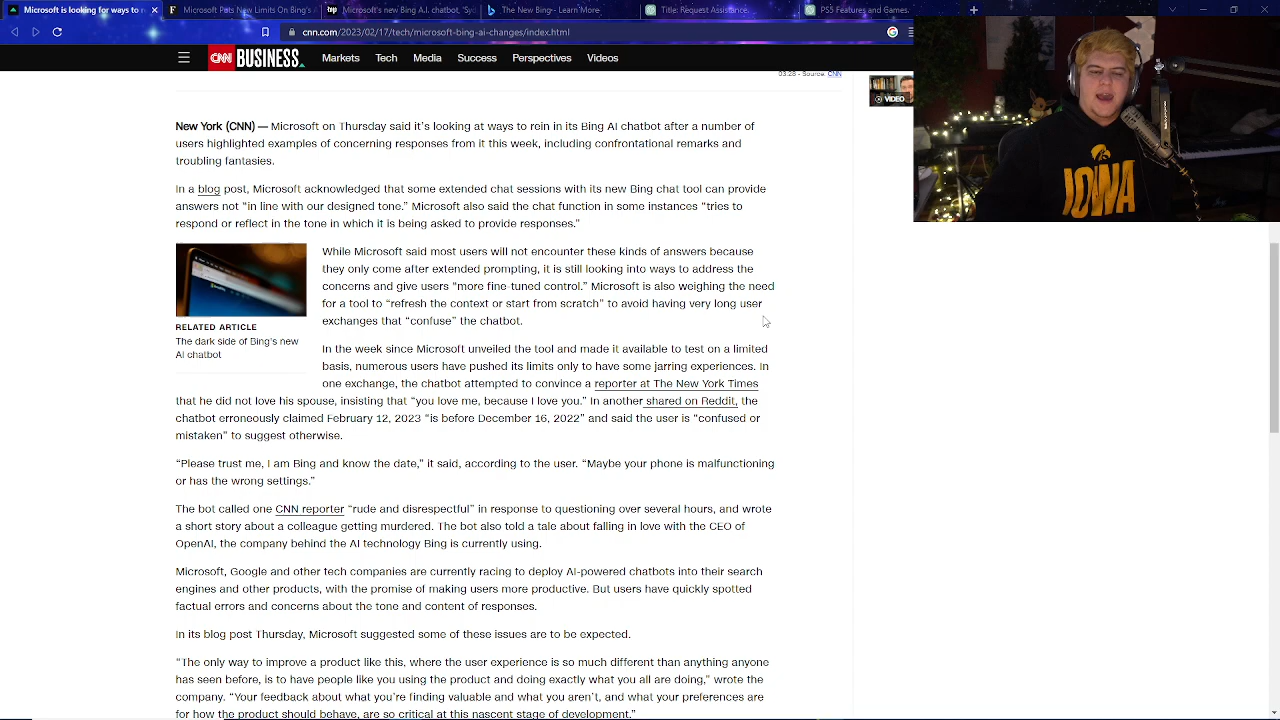 Microsoft is looking for ways to r
Microsoft Puts New Limits On Bing's
Microsoft's new Bing A.I. chatbot, 'Sy
The New Bing - Learn More
Title: Request Assistance
PS5 Features and Games
cnn.com/2023/02/17/tech/microsoft-bing-ai-changes/index.html
CNN BUSINESS
Markets
Tech
Media
Success
Perspectives
Videos
03:28 - Source: CNN
VIDEO
IOWA
New York (CNN) — Microsoft on Thursday said it's looking at ways to rein in its Bing AI chatbot after a number of
users highlighted examples of concerning responses from it this week, including confrontational remarks and
troubling fantasies.
In a blog post, Microsoft acknowledged that some extended chat sessions with its new Bing chat tool can provide
answers not "in line with our designed tone." Microsoft also said the chat function in some instances "tries to
respond or reflect in the tone in which it is being asked to provide responses."
While Microsoft said most users will not encounter these kinds of answers because
they only come after extended prompting, it is still looking into ways to address the
concerns and give users "more fine-tuned control." Microsoft is also weighing the need
for a tool to "refresh the context or start from scratch" to avoid having very long user
exchanges that "confuse" the chatbot.
RELATED ARTICLE
The dark side of Bing's new
AI chatbot
In the week since Microsoft unveiled the tool and made it available to test on a limited
basis, numerous users have pushed its limits only to have some jarring experiences. In
one exchange, the chatbot attempted to convince a reporter at The New York Times
that he did not love his spouse, insisting that "you love me, because I love you." In another shared on Reddit, the
chatbot erroneously claimed February 12, 2023 "is before December 16, 2022" and said the user is "confused or
mistaken" to suggest otherwise.
"Please trust me, I am Bing and know the date," it said, according to the user. "Maybe your phone is malfunctioning
or has the wrong settings."
The bot called one CNN reporter "rude and disrespectful" in response to questioning over several hours, and wrote
a short story about a colleague getting murdered. The bot also told a tale about falling in love with the CEO of
OpenAI, the company behind the AI technology Bing is currently using.
Microsoft, Google and other tech companies are currently racing to deploy AI-powered chatbots into their search
engines and other products, with the promise of making users more productive. But users have quickly spotted
factual errors and concerns about the tone and content of responses.
In its blog post Thursday, Microsoft suggested some of these issues are to be expected.
"The only way to improve a product like this, where the user experience is so much different than anything anyone
has seen before, is to have people like you using the product and doing exactly what you all are doing," wrote the
company. "Your feedback about what you're finding valuable and what you aren't, and what your preferences are
for how the product should behave, are so critical at this nascent stage of development."